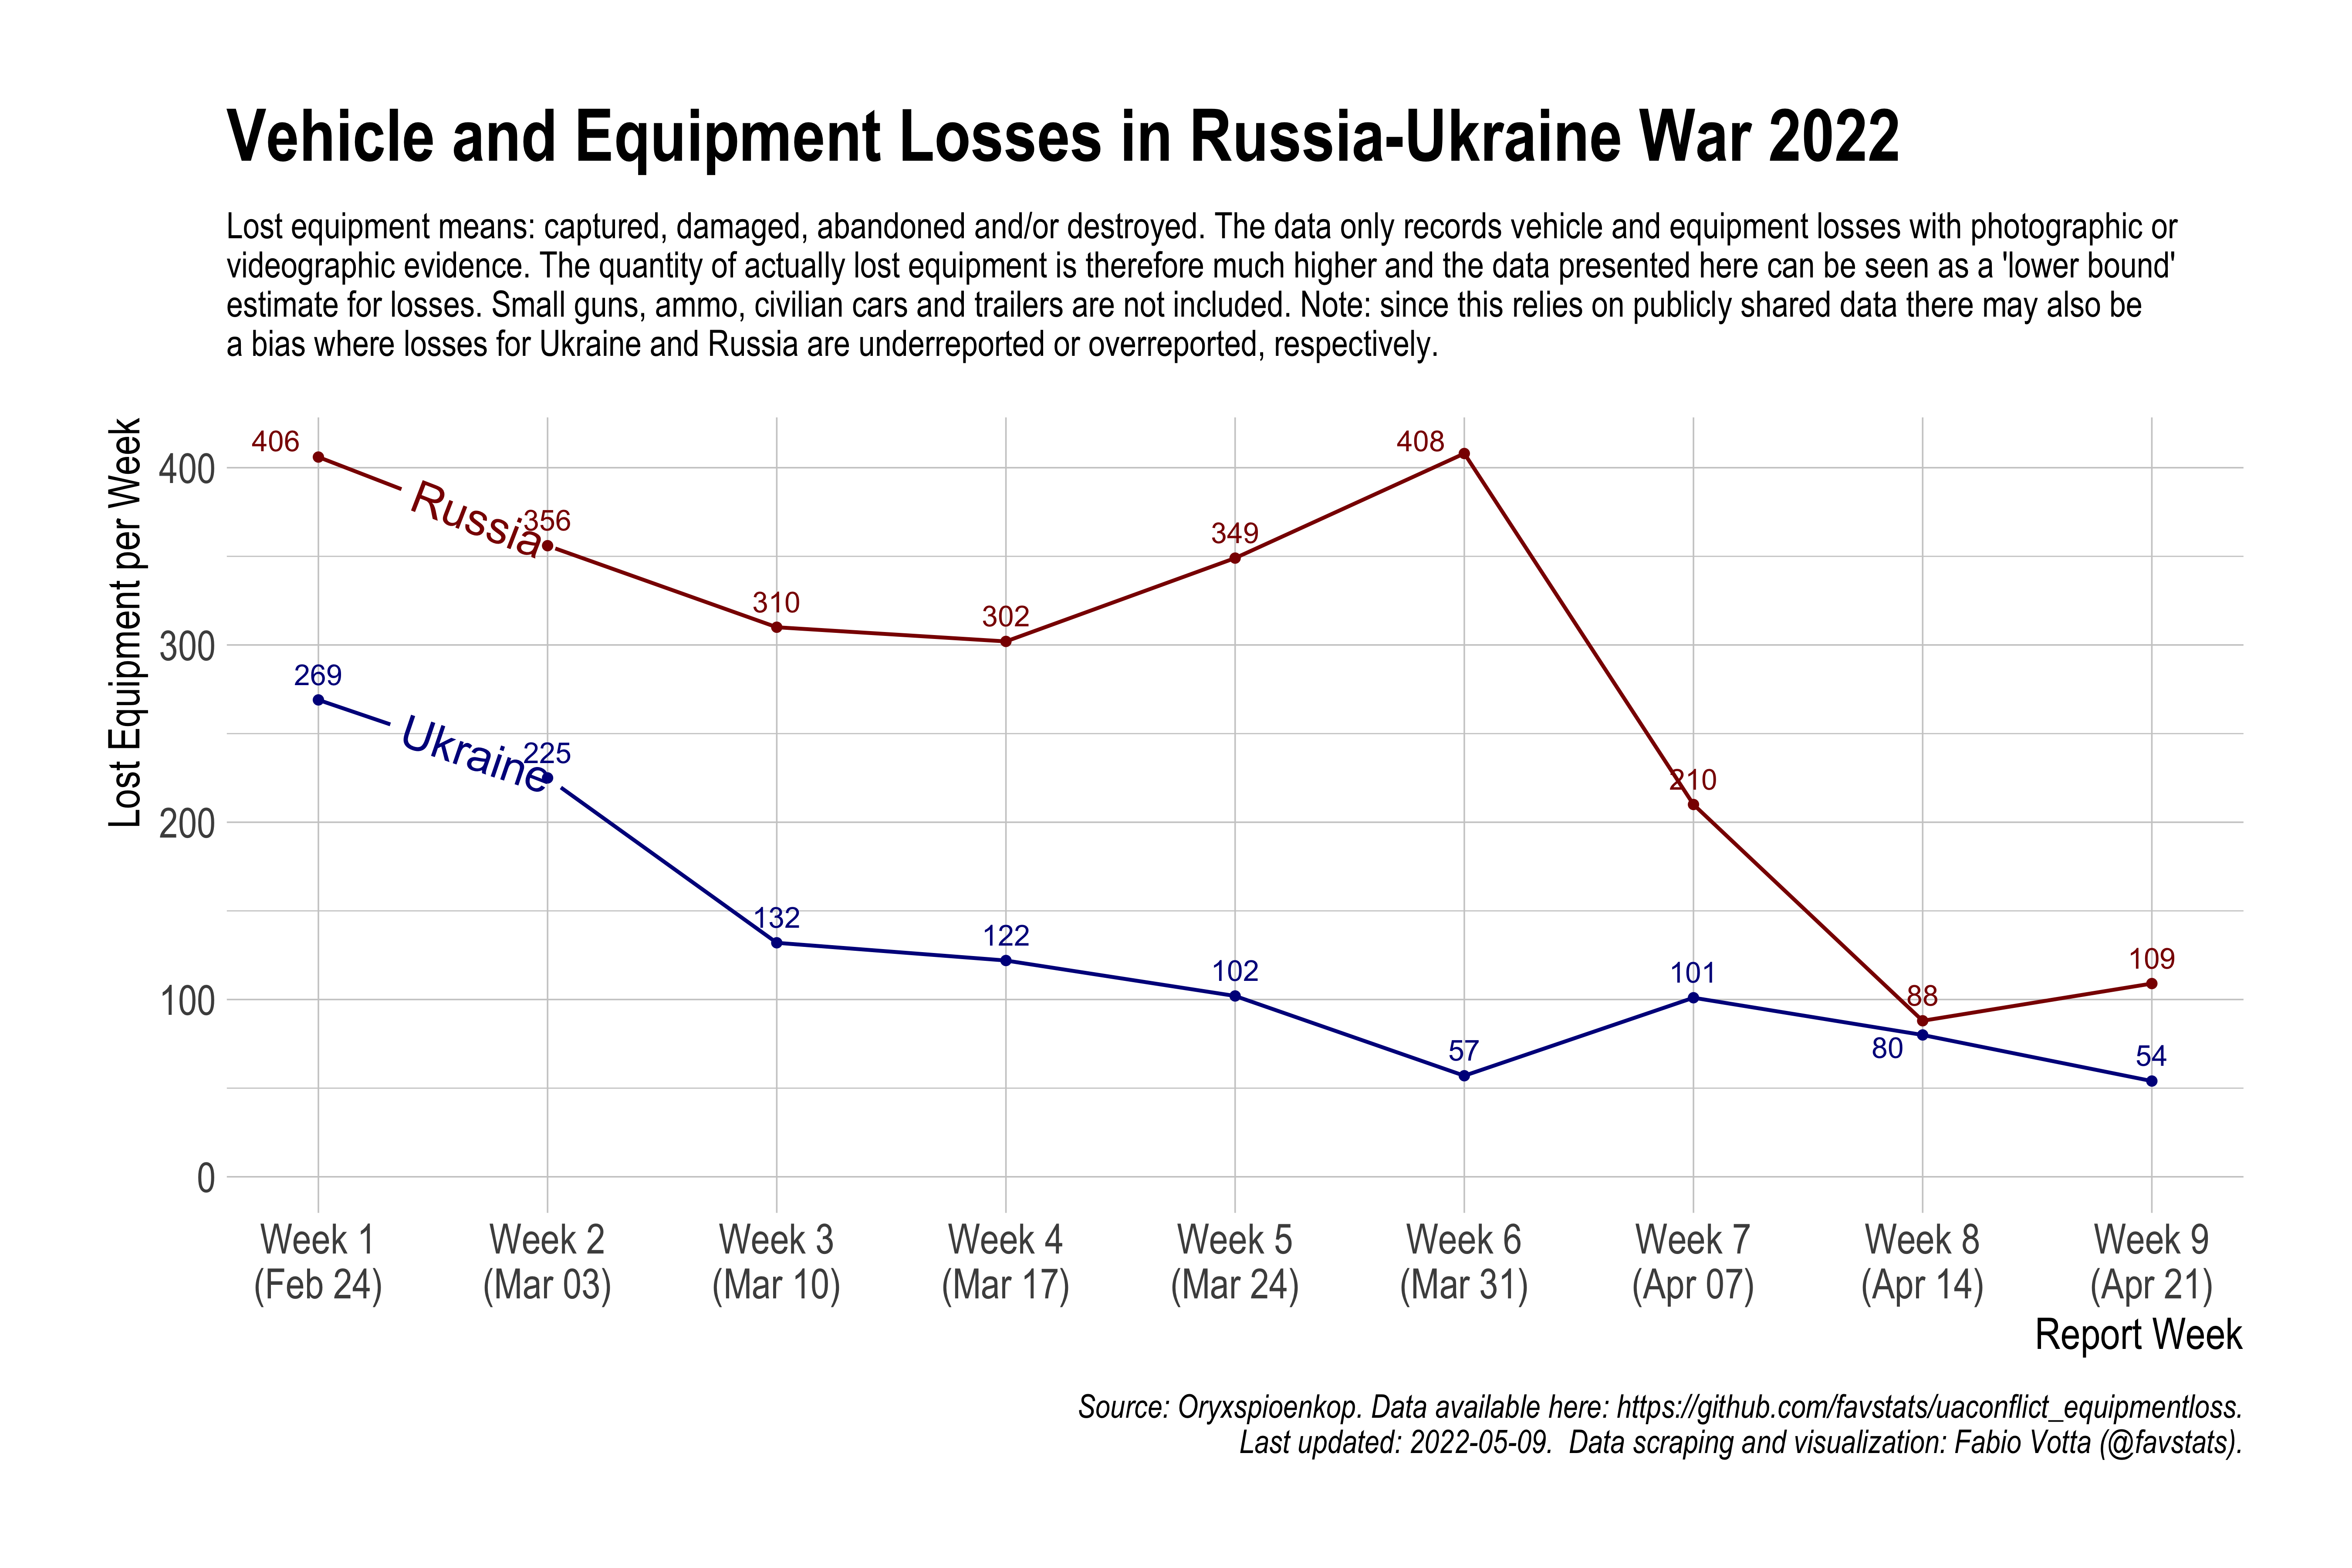 Vehicle and Equipment Losses in Russia-Ukraine War 2022
Lost equipment means: captured, damaged, abandoned and/or destroyed. The data only records vehicle and equipment losses with photographic or
videographic evidence. The quantity of actually lost equipment is therefore much higher and the data presented here can be seen as a 'lower bound'
estimate for losses. Small guns, ammo, civilian cars and trailers are not included. Note: since this relies on publicly shared data there may also be
a bias where losses for Ukraine and Russia are underreported or overreported, respectively.
Lost Equipment per Week
400
300
200
100
0
Russia
406
356
310
302
349
408
210
88
109
Ukraine
269
225
132
122
102
57
101
80
54
Week 1
(Feb 24)
Week 2
(Mar 03)
Week 3
(Mar 10)
Week 4
(Mar 17)
Week 5
(Mar 24)
Week 6
(Mar 31)
Week 7
(Apr 07)
Week 8
(Apr 14)
Week 9
(Apr 21)
Report Week
Source: Oryxspioenkop. Data available here: https://github.com/favstats/uaconflict_equipmentloss.
Last updated: 2022-05-09.  Data scraping and visualization: Fabio Votta (@favstats).